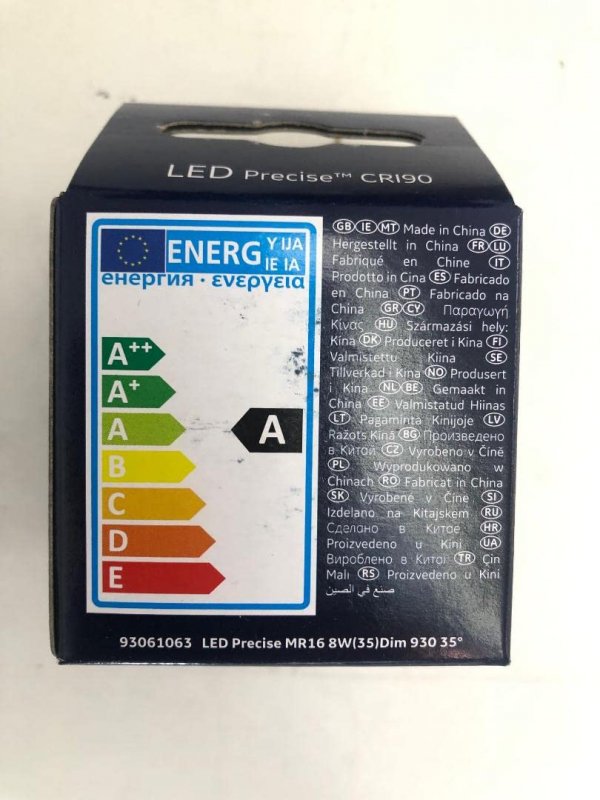 LED Precise™ CRI90
ENERG Y IJA
IE IA
енергия · ενεργεια
A++
A+
A
B
C
D
E
A
GB IE MT Made in China DE
Hergestellt in China FR LU
Fabriqué en Chine IT
Prodotto in Cina ES Fabricado
en China PT Fabricado na
China GR CY Παραγωγή
Κίνας HU Származási hely:
Kína DK Produceret i Kina FI
Valmistettu Kiina SE
Tillverkad i Kina NO Produsert
i Kina NL BE Gemaakt in
China EE Valmistatud Hiinas
LT Pagaminta Kinijoje LV
Ražots Ķīnā BG Произведено
в Китай CZ Vyrobeno v Číně
PL Wyprodukowano w
Chinach RO Fabricat in China
SK Vyrobené v Číne SI
Izdelano na Kitajskem RU
Сделано в Китае HR
Proizvedeno u Kini UA
Вироблено в Китаї TR Çin
Malı RS Proizvedeno u Kini
صنع في الصين
93061063 LED Precise MR16 8W(35)Dim 930 35°